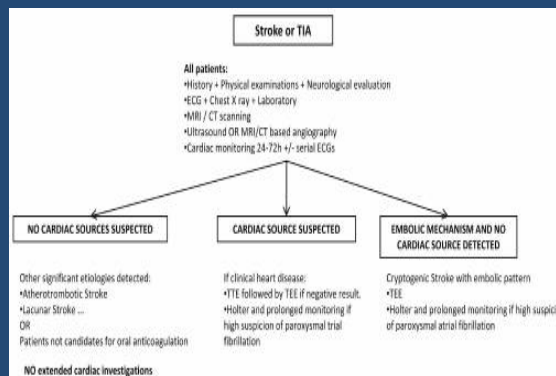 Stroke or TIA
All patients:
•History + Physical examinations + Neurological evaluation
•ECG + Chest X ray + Laboratory
•MRI / CT scanning
•Ultrasound OR MRI/CT based angiography
•Cardiac monitoring 24-72h +/- serial ECGs
NO CARDIAC SOURCES SUSPECTED
Other significant etiologies detected:
•Atherotrombotic Stroke
•Lacunar Stroke ...
OR
Patients not candidates for oral anticoagulation
NO extended cardiac investigations
CARDIAC SOURCE SUSPECTED
If clinical heart disease:
•TTE followed by TEE if negative result.
•Holter and prolonged monitoring if
high suspicion of paroxysmal trial
fibrillation
EMBOLIC MECHANISM AND NO
CARDIAC SOURCE DETECTED
Cryptogenic Stroke with embolic pattern
•TEE
•Holter and prolonged monitoring if high suspici
of paroxysmal atrial fibrillation